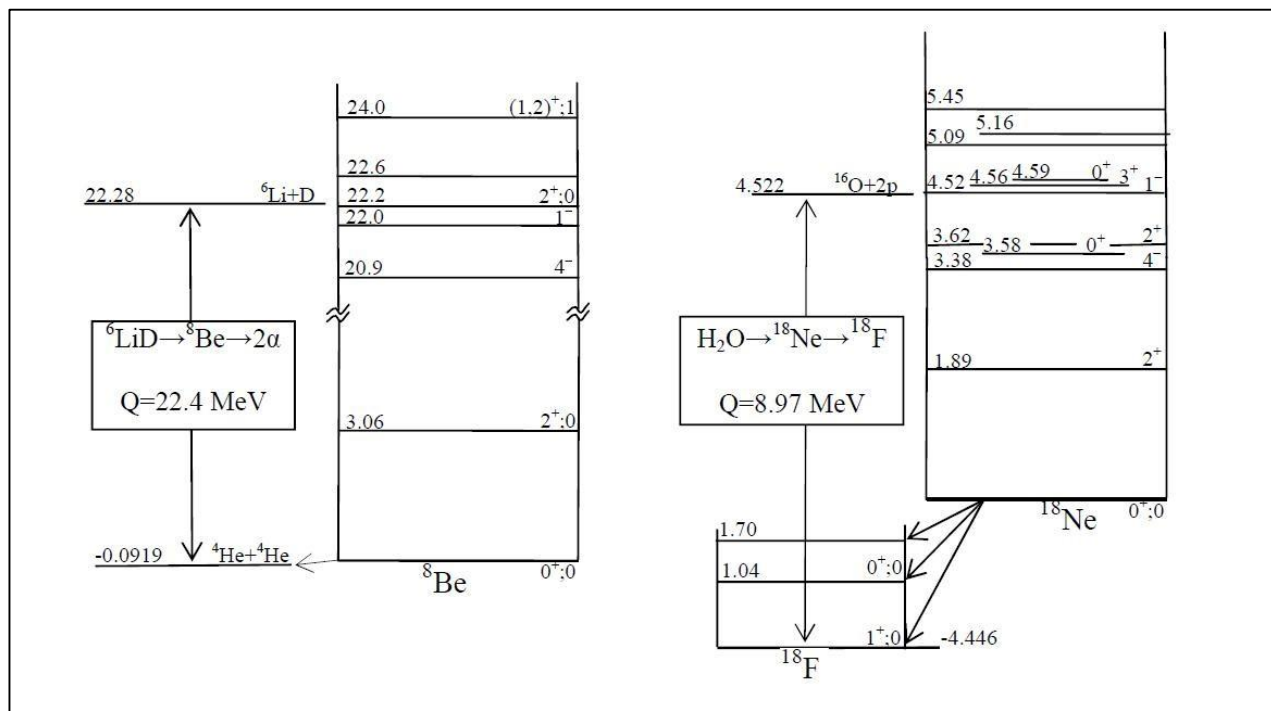 24.0 (1,2)⁺;1
22.6
22.28 ⁶Li+D
22.2 2⁺;0
22.0 1⁻
20.9 4⁻
⁶LiD→⁸Be→2α
Q=22.4 MeV
3.06 2⁺;0
-0.0919 ⁴He+⁴He
⁸Be 0⁺;0
5.45
5.16
5.09
4.522 ¹⁶O+2p
4.59 0⁺
4.56 3⁺
4.52 1⁻
3.62 2⁺
3.58 0⁺
3.38 4⁻
H₂O→¹⁸Ne→¹⁸F
Q=8.97 MeV
1.89 2⁺
¹⁸Ne 0⁺;0
1.70
1.04 0⁺;0
1⁺;0 -4.446
¹⁸F